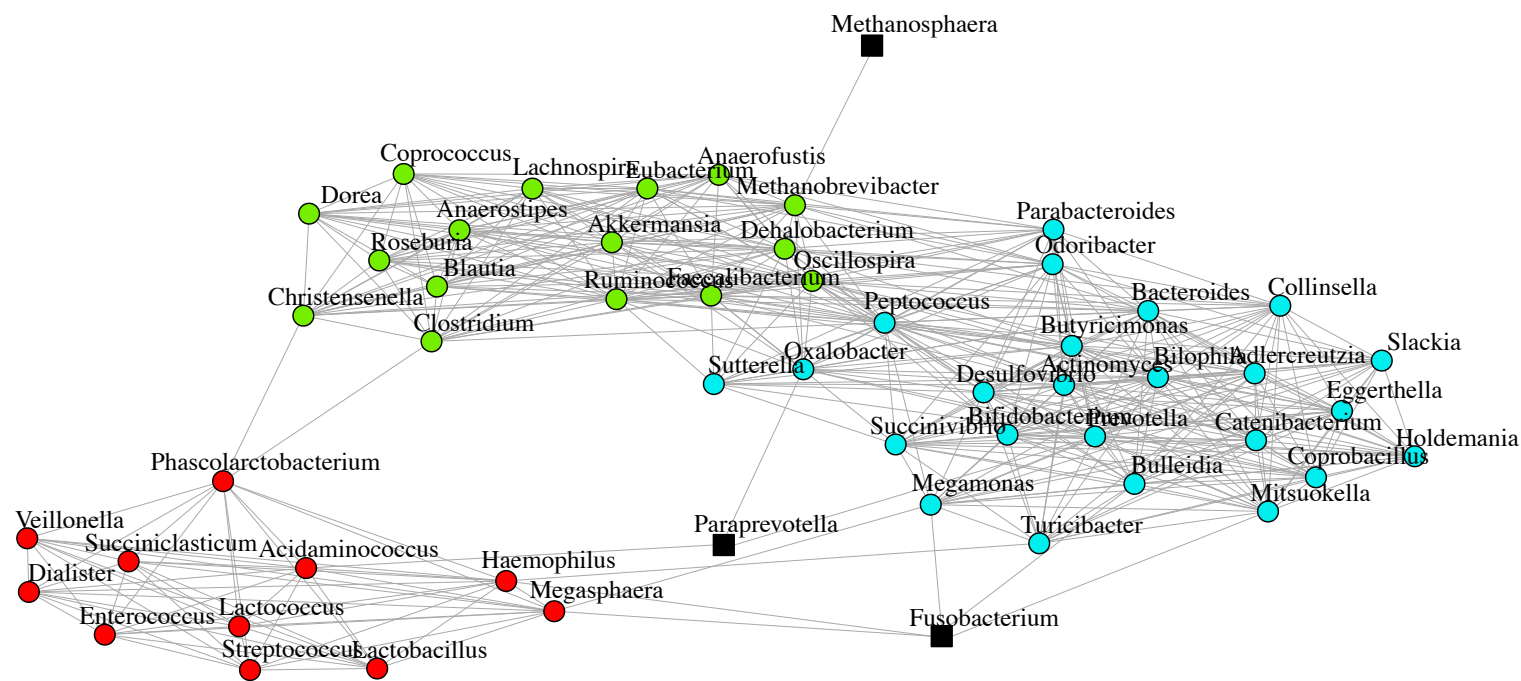 Methanosphaera
Coprococcus
Lachnospira
Eubacterium
Anaerofustis
Dorea
Methanobrevibacter
Anaerostipes
Akkermansia
Dehalobacterium
Parabacteroides
Roseburia
Odoribacter
Blautia
Oscillospira
Ruminococcus
Faecalibacterium
Christensenella
Peptococcus
Bacteroides
Collinsella
Clostridium
Butyricimonas
Slackia
Sutterella
Oxalobacter
Desulfovibrio
Actinomyces
Bilophila
Adlercreutzia
Eggerthella
Succinivibrio
Bifidobacterium
Prevotella
Catenibacterium
Holdemania
Phascolarctobacterium
Bulleidia
Coprobacillus
Megamonas
Mitsuokella
Veillonella
Paraprevotella
Turicibacter
Succiniclasticum
Acidaminococcus
Haemophilus
Dialister
Megasphaera
Enterococcus
Lactococcus
Fusobacterium
Streptococcus
Lactobacillus